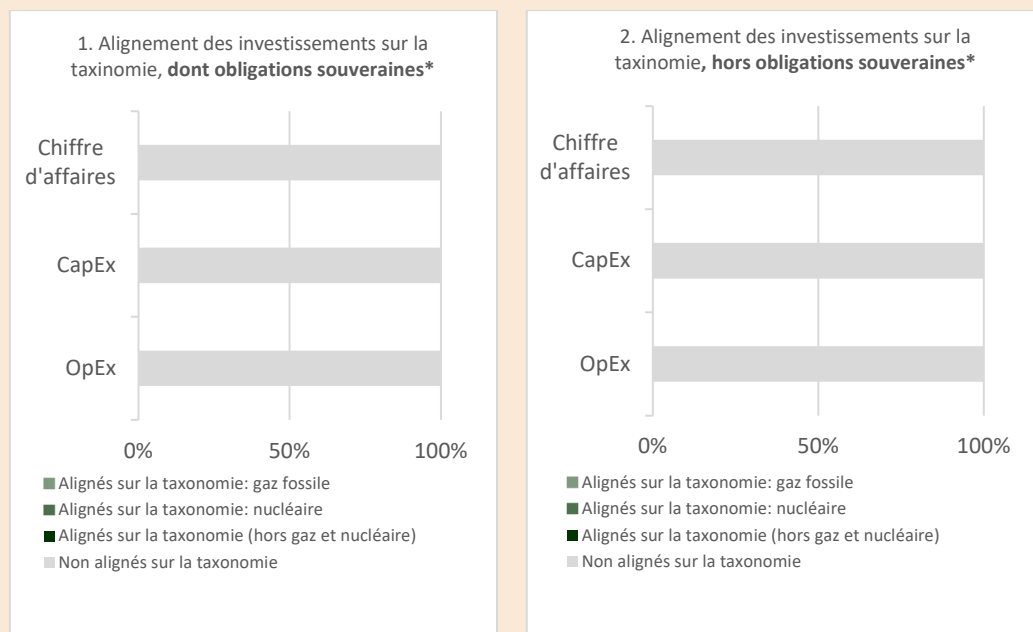 1. Alignement des investissements sur la
taxinomie, dont obligations souveraines*
Chiffre
d'affaires
CapEx
OpEx
0% 50% 100%
Alignés sur la taxonomie: gaz fossile
Alignés sur la taxonomie: nucléaire
Alignés sur la taxonomie (hors gaz et nucléaire)
Non alignés sur la taxonomie
2. Alignement des investissements sur la
taxinomie, hors obligations souveraines*
Chiffre
d'affaires
CapEx
OpEx
0% 50% 100%
Alignés sur la taxonomie: gaz fossile
Alignés sur la taxonomie: nucléaire
Alignés sur la taxonomie (hors gaz et nucléaire)
Non alignés sur la taxonomie